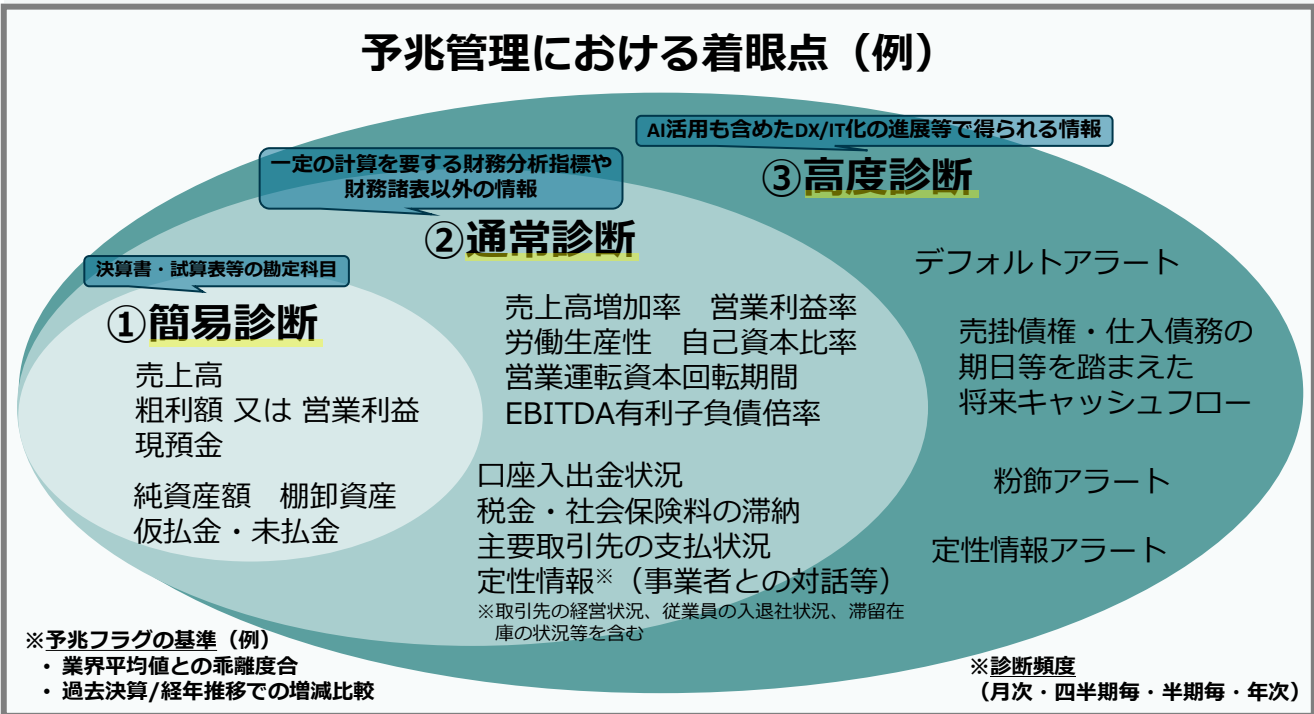 予兆管理における着眼点（例）
AI活用も含めたDX/IT化の進展等で得られる情報
③高度診断
一定の計算を要する財務分析指標や
財務諸表以外の情報
②通常診断
決算書・試算表等の勘定科目
①簡易診断
売上高
粗利額 又は 営業利益
現預金
純資産額　棚卸資産
仮払金・未払金
売上高増加率　営業利益率
労働生産性　自己資本比率
営業運転資本回転期間
EBITDA有利子負債倍率
口座入出金状況
税金・社会保険料の滞納
主要取引先の支払状況
定性情報※（事業者との対話等）
※取引先の経営状況、従業員の入退社状況、滞留在
庫の状況等を含む
デフォルトアラート
売掛債権・仕入債務の
期日等を踏まえた
将来キャッシュフロー
粉飾アラート
定性情報アラート
※予兆フラグの基準（例）
・ 業界平均値との乖離度合
・ 過去決算/経年推移での増減比較
※診断頻度
（月次・四半期毎・半期毎・年次）